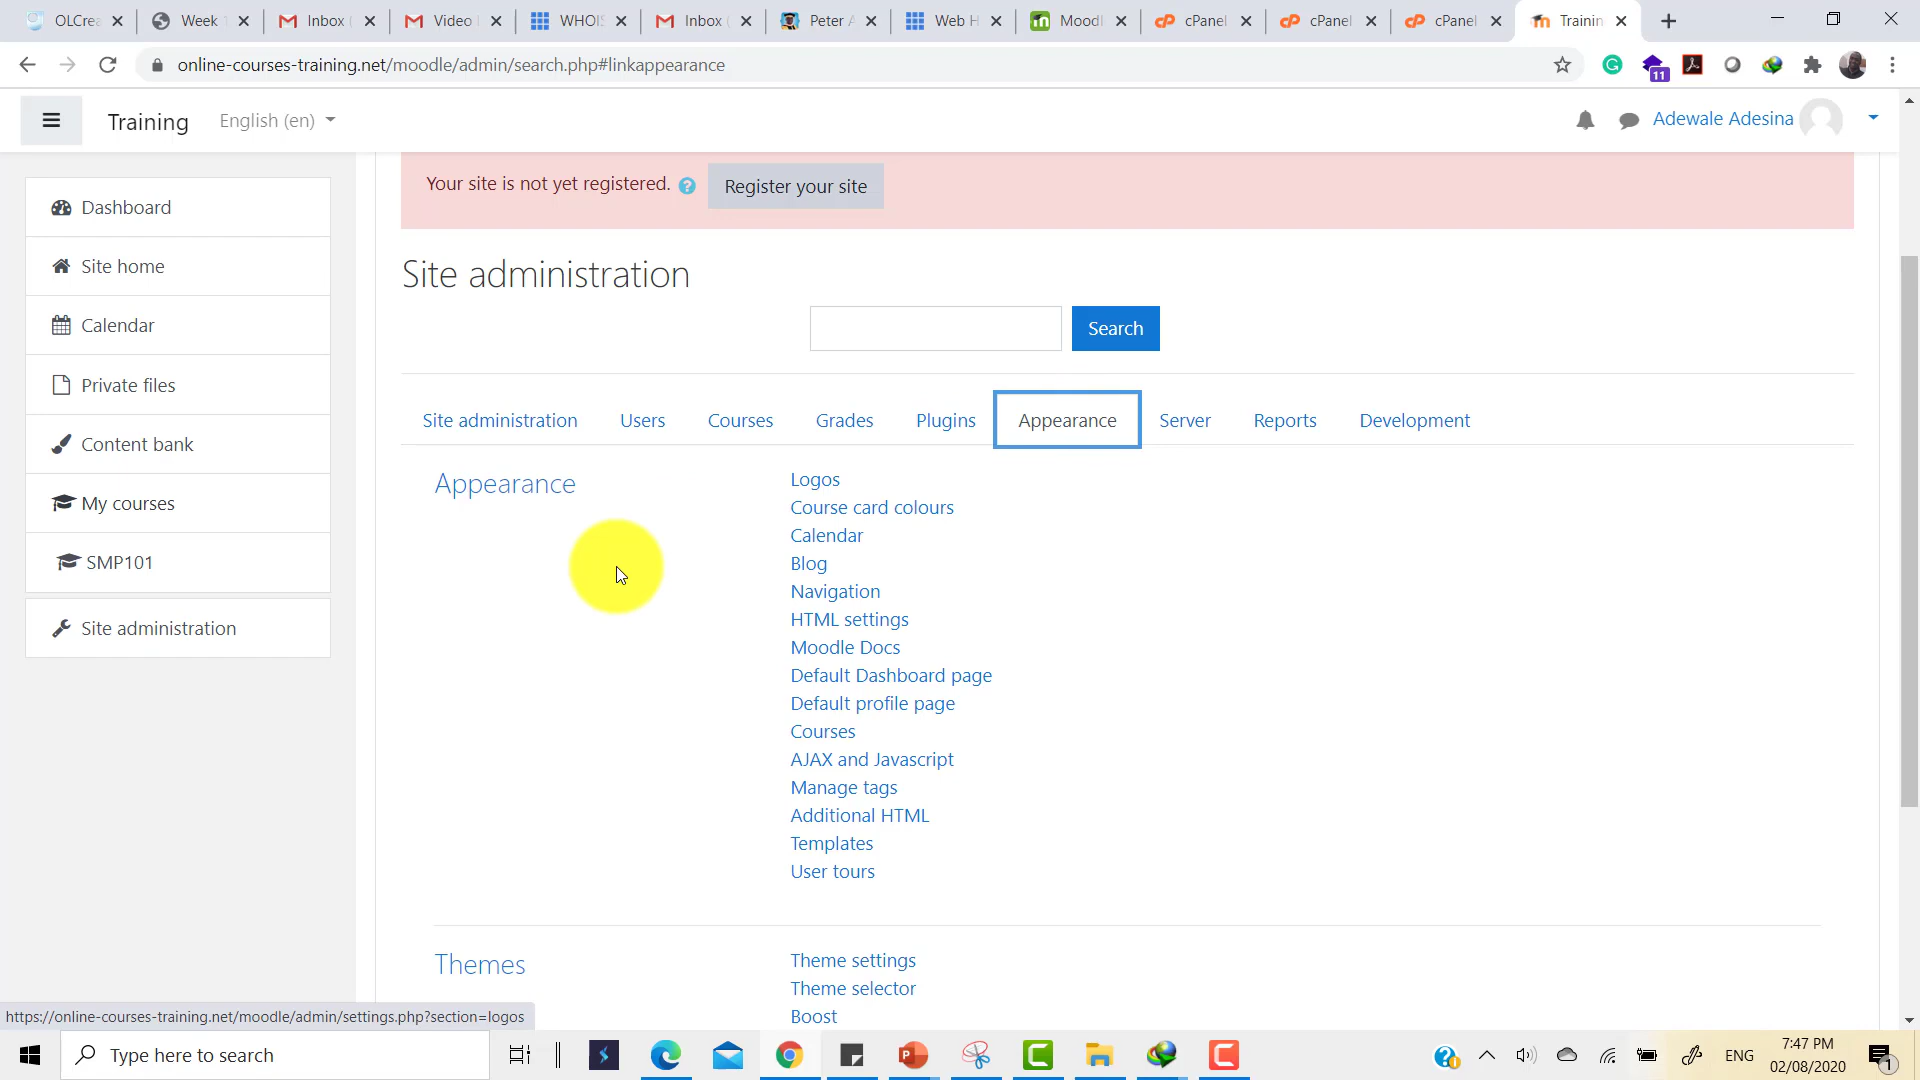 OLCrea
Week
Inbox (
Video
WHOIS
Inbox (
Peter A
Web H
Moodl
cPanel
cPanel
cPanel
Trainin
online-courses-training.net/moodle/admin/search.php#linkappearance
11
Training
English (en)
Adewale Adesina
Your site is not yet registered.
Register your site
Dashboard
Site home
Calendar
Private files
Content bank
My courses
SMP101
Site administration
Site administration
Search
Site administration
Users
Courses
Grades
Plugins
Appearance
Server
Reports
Development
Appearance
Logos
Course card colours
Calendar
Blog
Navigation
HTML settings
Moodle Docs
Default Dashboard page
Default profile page
Courses
AJAX and Javascript
Manage tags
Additional HTML
Templates
User tours
Themes
Theme settings
Theme selector
Boost
https://online-courses-training.net/moodle/admin/settings.php?section=logos
Type here to search
ENG
7:47 PM
02/08/2020
1